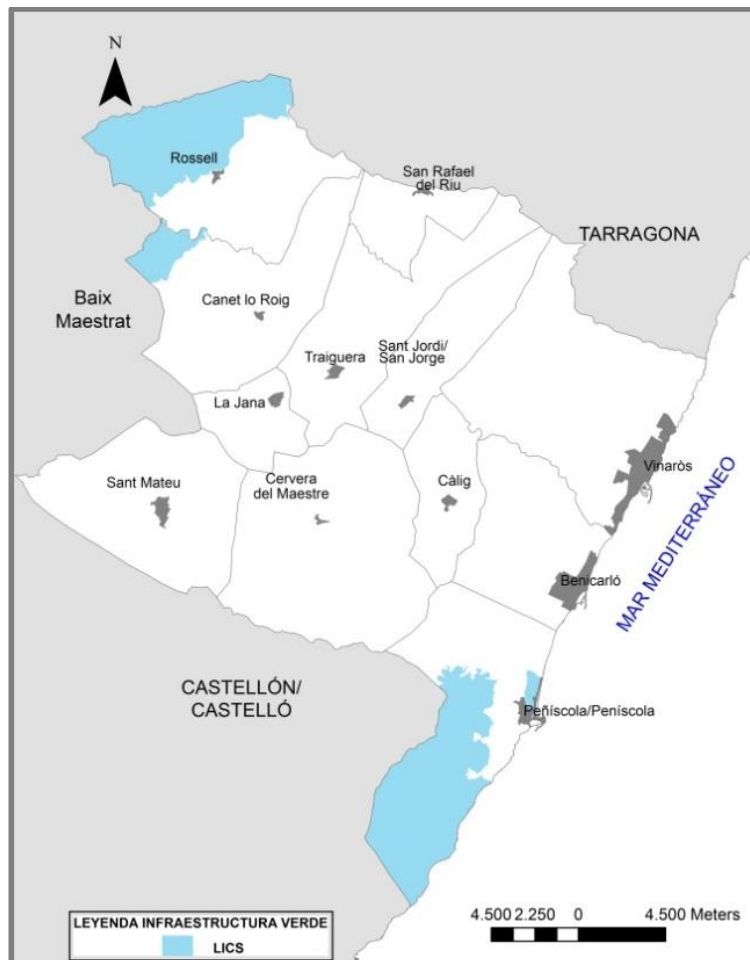 N
Rossell
San Rafael
del Riu
TARRAGONA
Baix
Maestrat
Canet lo Roig
Traiguera
Sant Jordi/
San Jorge
La Jana
Sant Mateu
Cervera
del Maestre
Càlig
Vinaròs
Benicarló
MAR MEDITERRÁNEO
CASTELLÓN/
CASTELLÓ
Peñíscola/Peníscola
4.500 2.250 0 4.500 Meters
LEYENDA INFRAESTRUCTURA VERDE
LICS